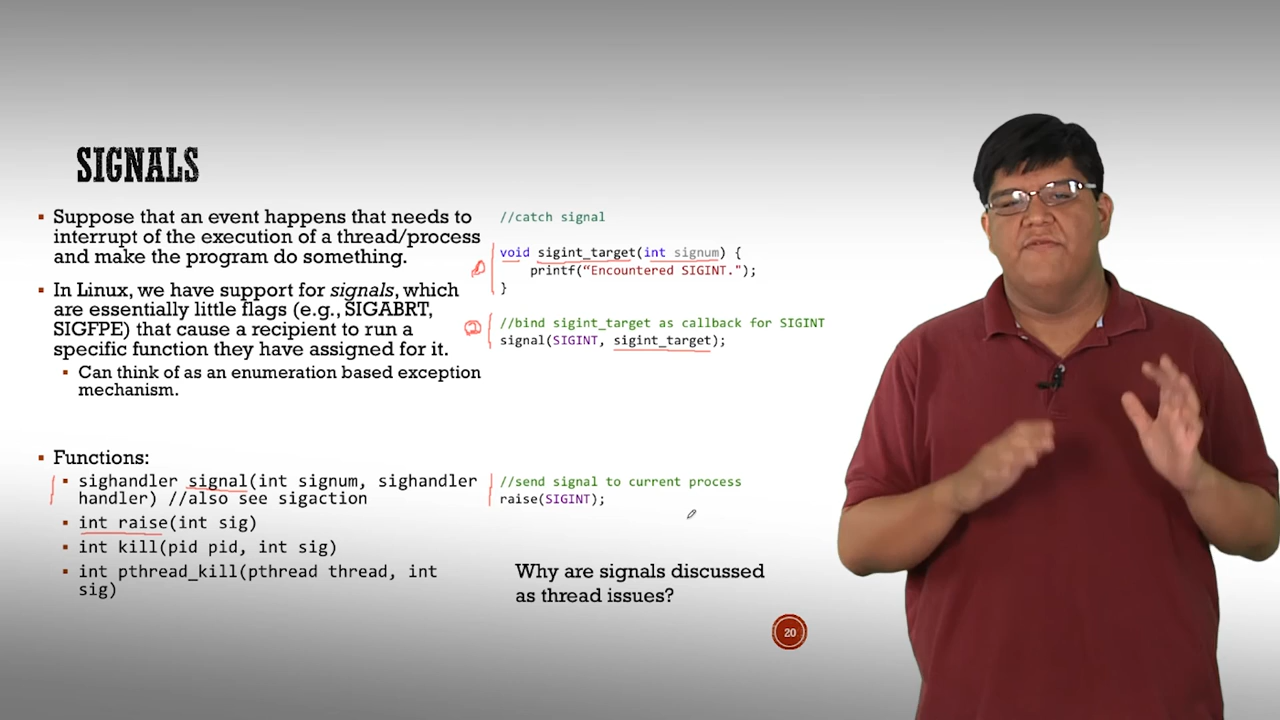 SIGNALS
▪ Suppose that an event happens that needs to
interrupt of the execution of a thread/process
and make the program do something.
▪ In Linux, we have support for signals, which
are essentially little flags (e.g., SIGABRT,
SIGFPE) that cause a recipient to run a
specific function they have assigned for it.
▪ Can think of as an enumeration based exception
mechanism.
▪ Functions:
▪ sighandler signal(int signum, sighandler
handler) //also see sigaction
▪ int raise(int sig)
▪ int kill(pid pid, int sig)
▪ int pthread_kill(pthread thread, int
sig)
//catch signal
1
void sigint_target(int signum) {
printf(“Encountered SIGINT.");
}
2
//bind sigint_target as callback for SIGINT
signal(SIGINT, sigint_target);
//send signal to current process
raise(SIGINT);
Why are signals discussed
as thread issues?
20